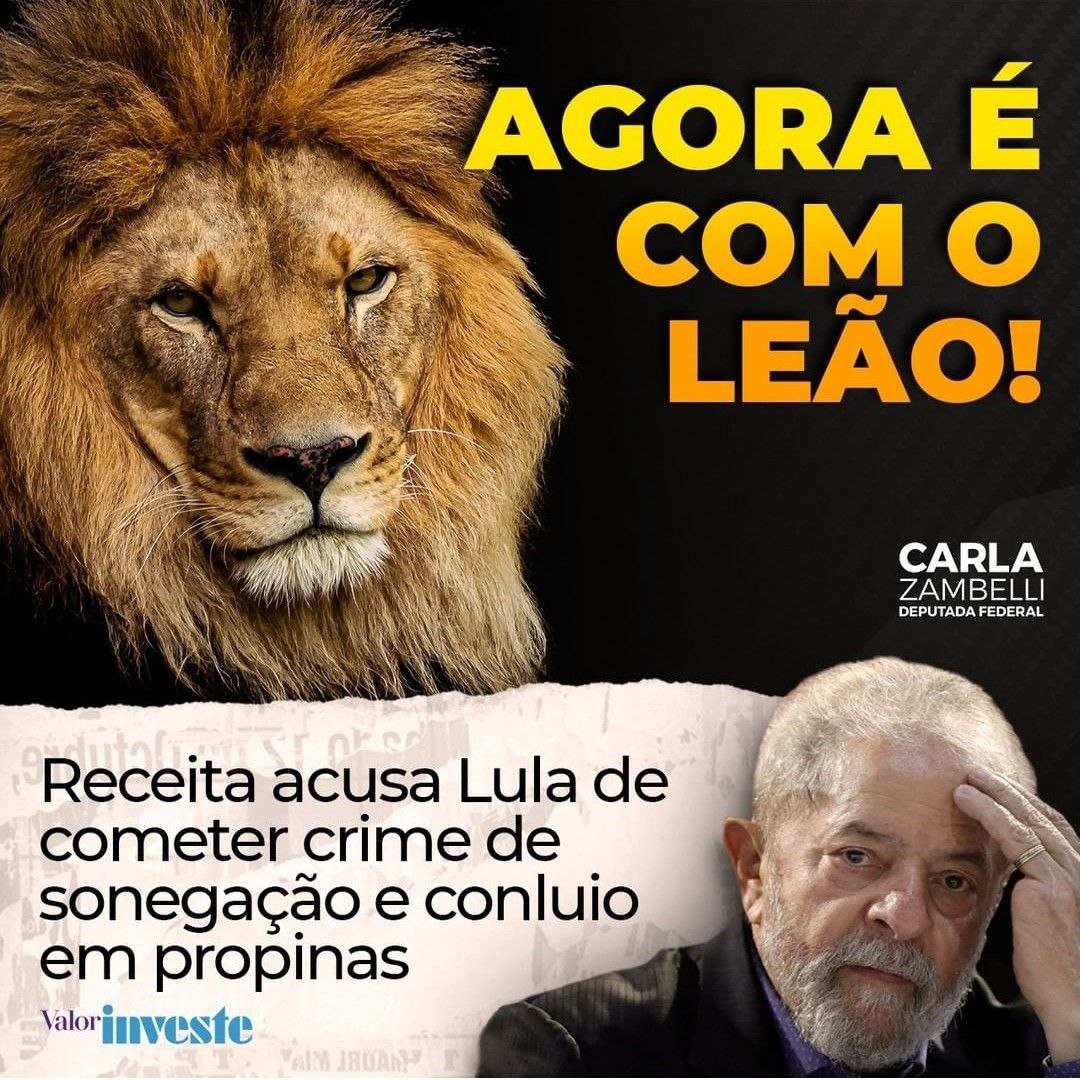 AGORA É
COM O
LEÃO!
CARLA
ZAMBELLI
DEPUTADA FEDERAL
Receita acusa Lula de
cometer crime de
sonegação e conluio
em propinas
Valor investe